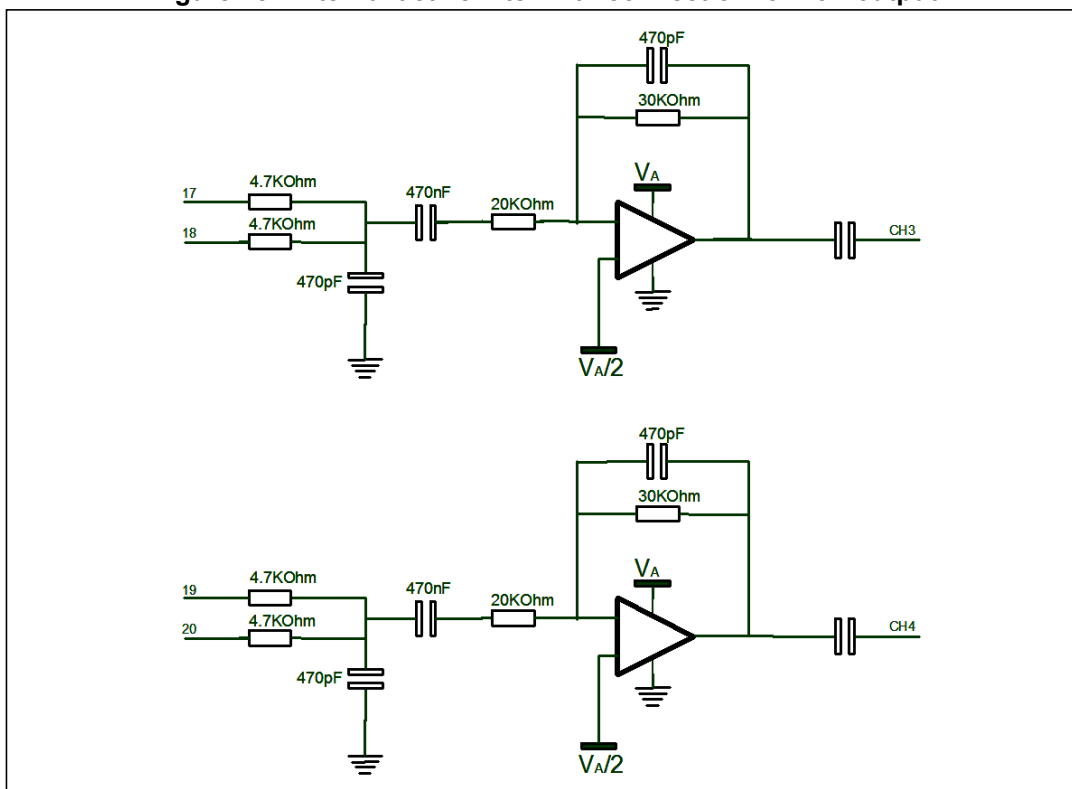 470pF
30KOhm
VA
17
4.7KOhm
470nF
20KOhm
18
4.7KOhm
CH3
470pF
VA/2
470pF
30KOhm
VA
19
4.7KOhm
470nF
20KOhm
20
4.7KOhm
CH4
470pF
VA/2